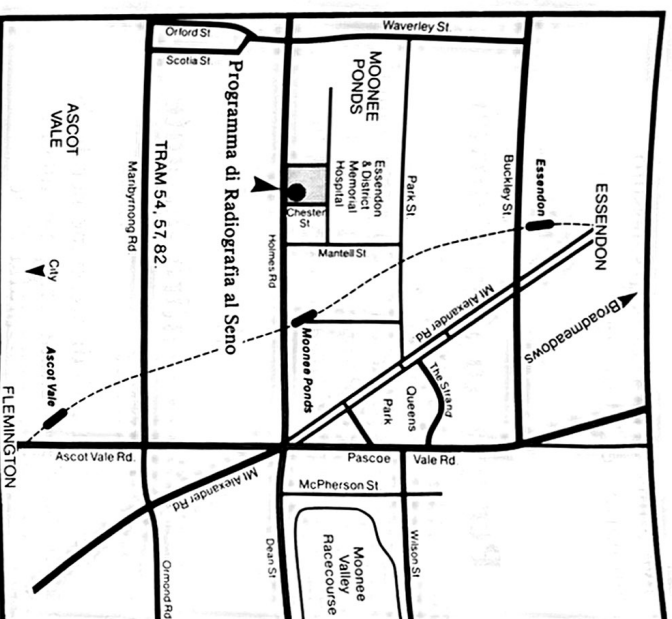 Orford St
Scotia St.
Waverley St.
MOONEE
PONDS
Programma di Radiografia al Seno
ASCOT
VALE
TRAM 54, 57, 82.
Maribyrnong Rd.
Essendon
& District
Memorial
Hospital
Park St.
Buckley St.
Essendon
ESSENDON
Chester
St
Holmes Rd
Mantell St
City
Mt Alexander Rd
Broadmeadows
Moonee Ponds
Ascot Vale
The Strand
Queens
Park
FLEMINGTON
Ascot Vale Rd.
Pascoe
Vale Rd.
Mt Alexander Rd
McPherson St
Dean St
Moonee
Valley
Racecourse
Wilson St
Ormond Rd